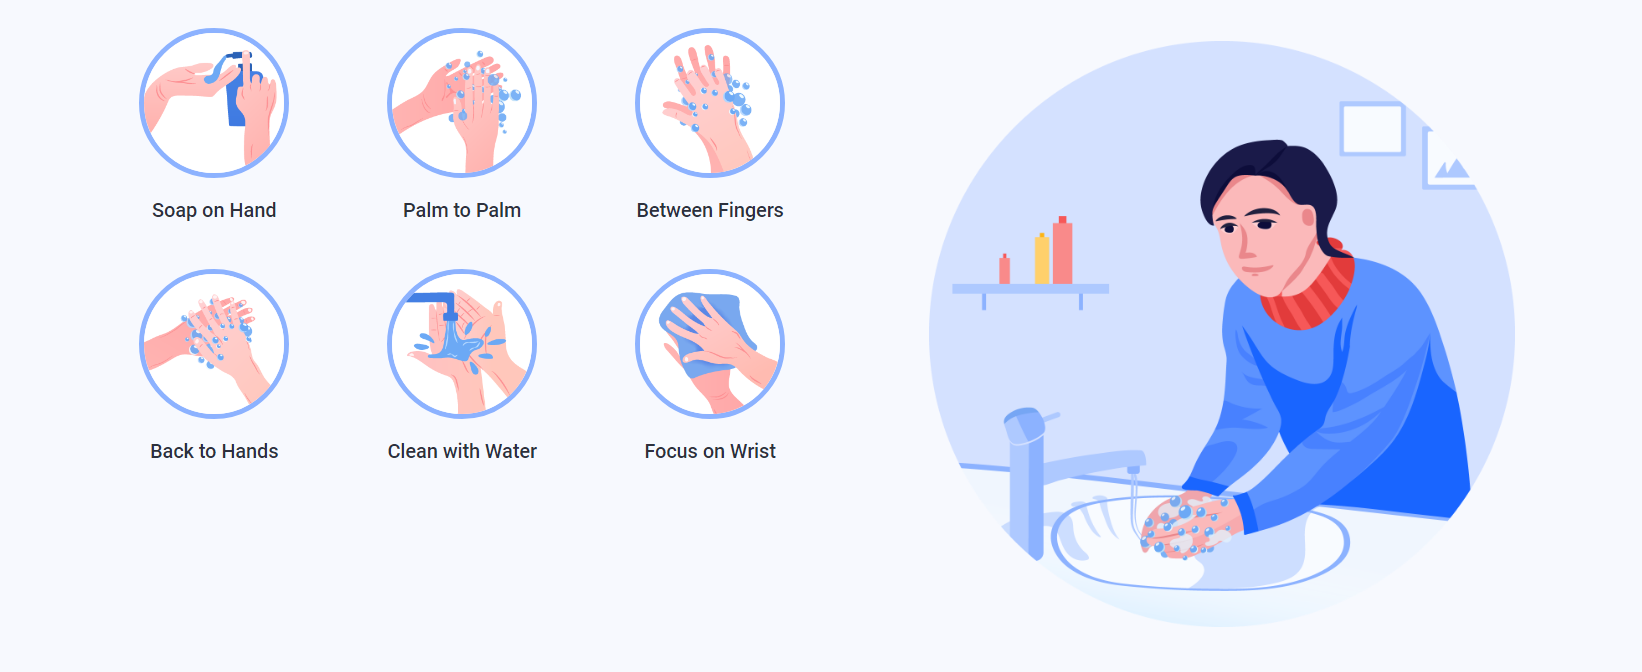 Soap on Hand
Palm to Palm
Between Fingers
Back to Hands
Clean with Water
Focus on Wrist